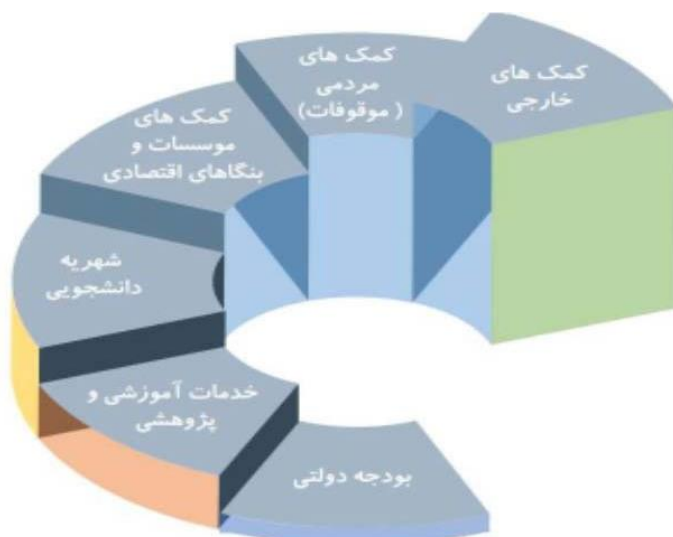 کمک های
خارجی
کمک های
مردمی
(موقوفات)
کمک های
موسسات و
بنگاهای اقتصادی
شهریه
دانشجویی
خدمات آموزشی و
پژوهشی
بودجه دولتی